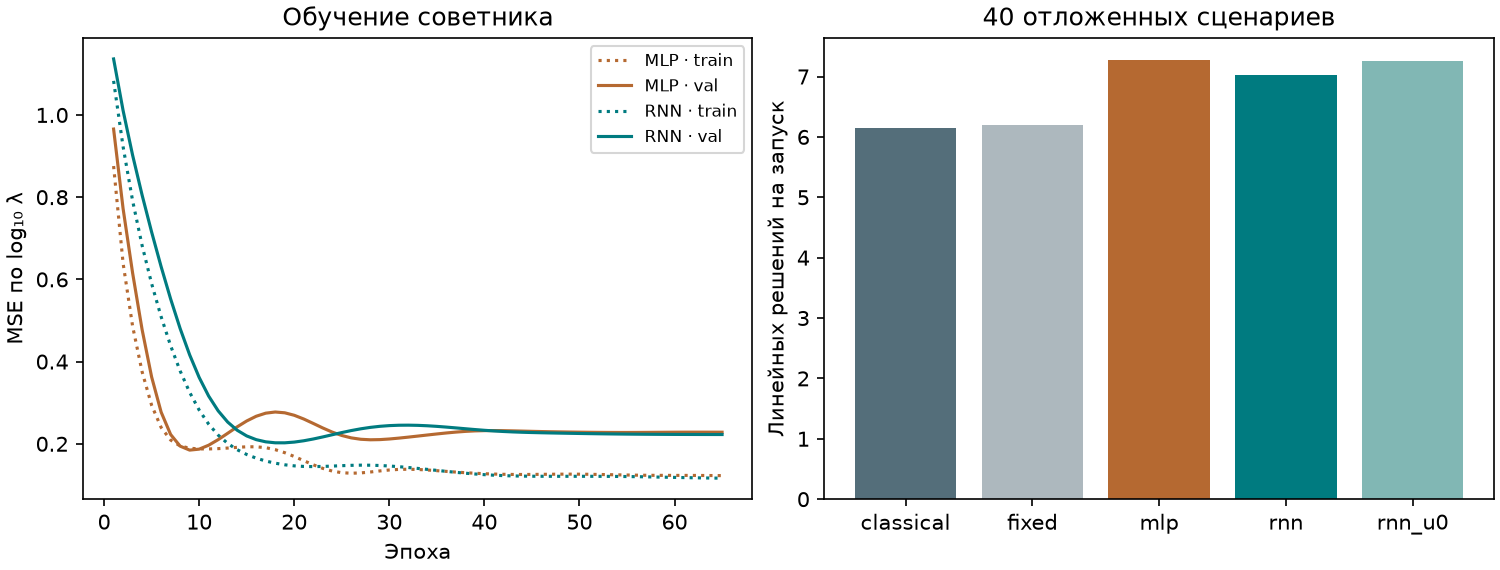 Обучение советника
MSE по log₁₀ λ
1.0
0.8
0.6
0.4
0.2
0
10
20
30
40
50
60
Эпоха
MLP · train
MLP · val
RNN · train
RNN · val
40 отложенных сценариев
Линейных решений на запуск
7
6
5
4
3
2
1
0
classical
fixed
mlp
rnn
rnn_u0